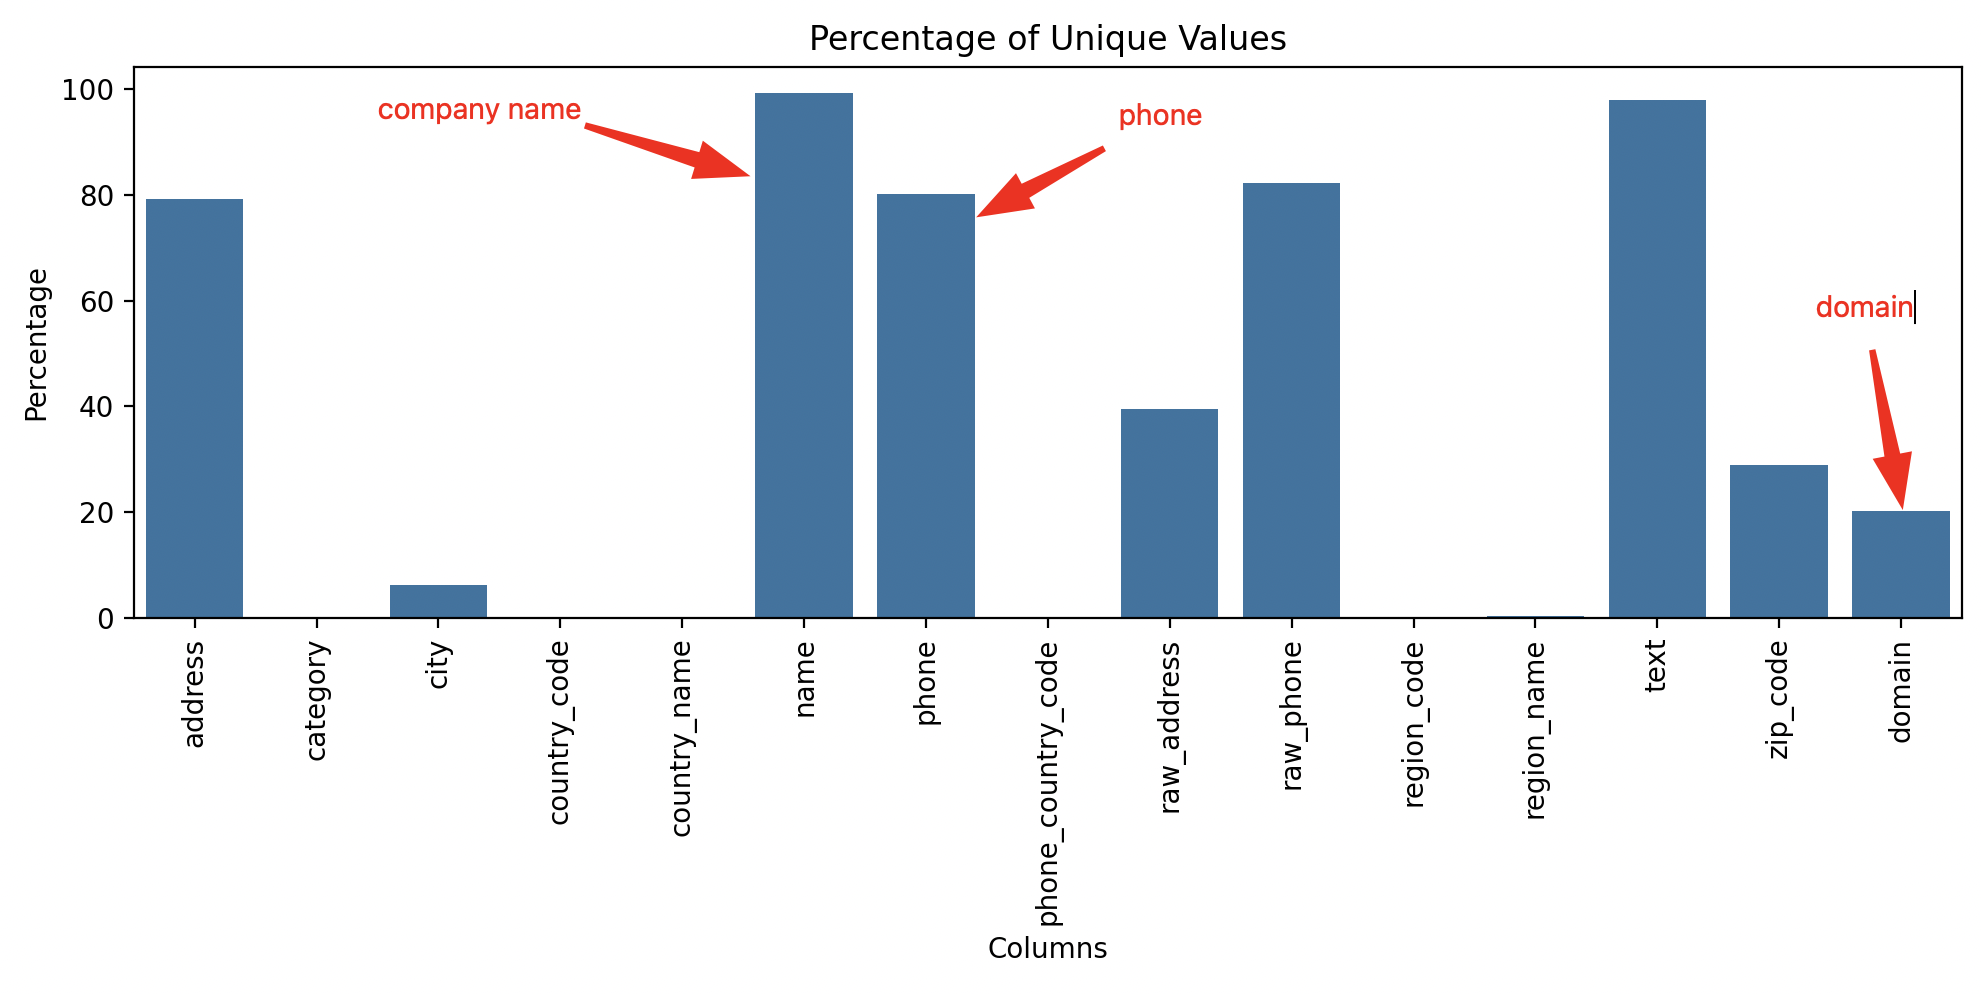 Percentage of Unique Values
100
80
60
40
20
0
Percentage
company name
phone
domain
address
category
city
country_code
country_name
name
phone
phone_country_code
raw_address
raw_phone
region_code
region_name
text
zip_code
domain
Columns